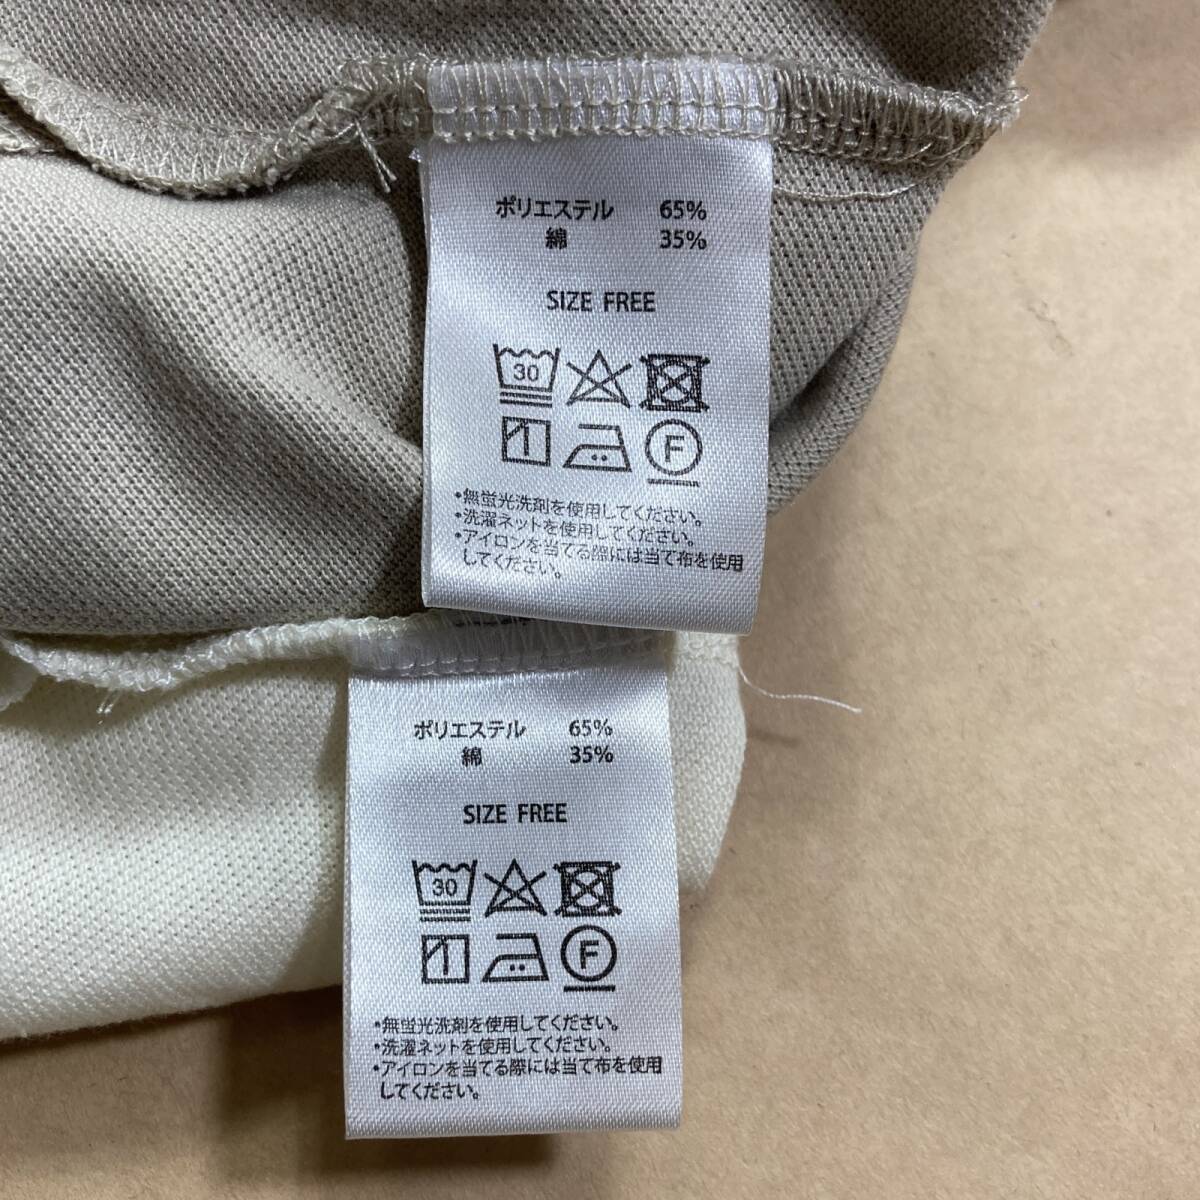 ポリエステル 65%
綿 35%
SIZE FREE
30
F
・無蛍光洗剤を使用してください。
・洗濯ネットを使用してください。
・アイロンを当てる際には当て布を使用
してください。
ポリエステル 65%
綿 35%
SIZE FREE
30
F
・無蛍光洗剤を使用してください。
・洗濯ネットを使用してください。
・アイロンを当てる際には当て布を使用
してください。